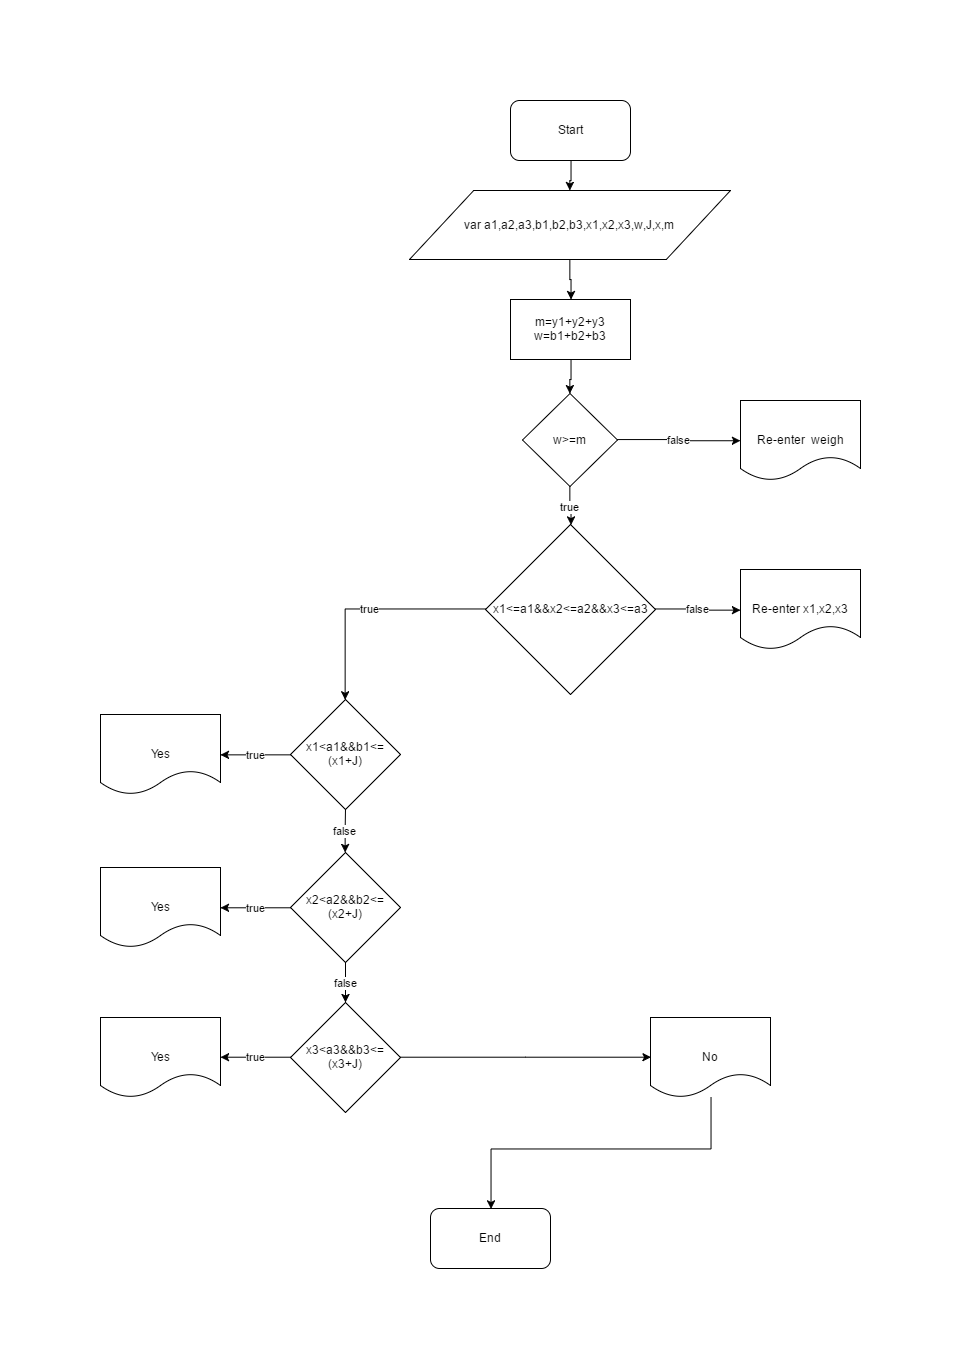 Start
var a1,a2,a3,b1,b2,b3,x1,x2,x3,w,J,x,m
m=y1+y2+y3
w=b1+b2+b3
w>=m
false
Re-enter weigh
true
x1<=a1&&x2<=a2&&x3<=a3
true
false
Re-enter x1,x2,x3
x1<a1&&b1<=
(x1+J)
true
Yes
false
x2<a2&&b2<=
(x2+J)
true
Yes
false
x3<a3&&b3<=
(x3+J)
true
Yes
No
End